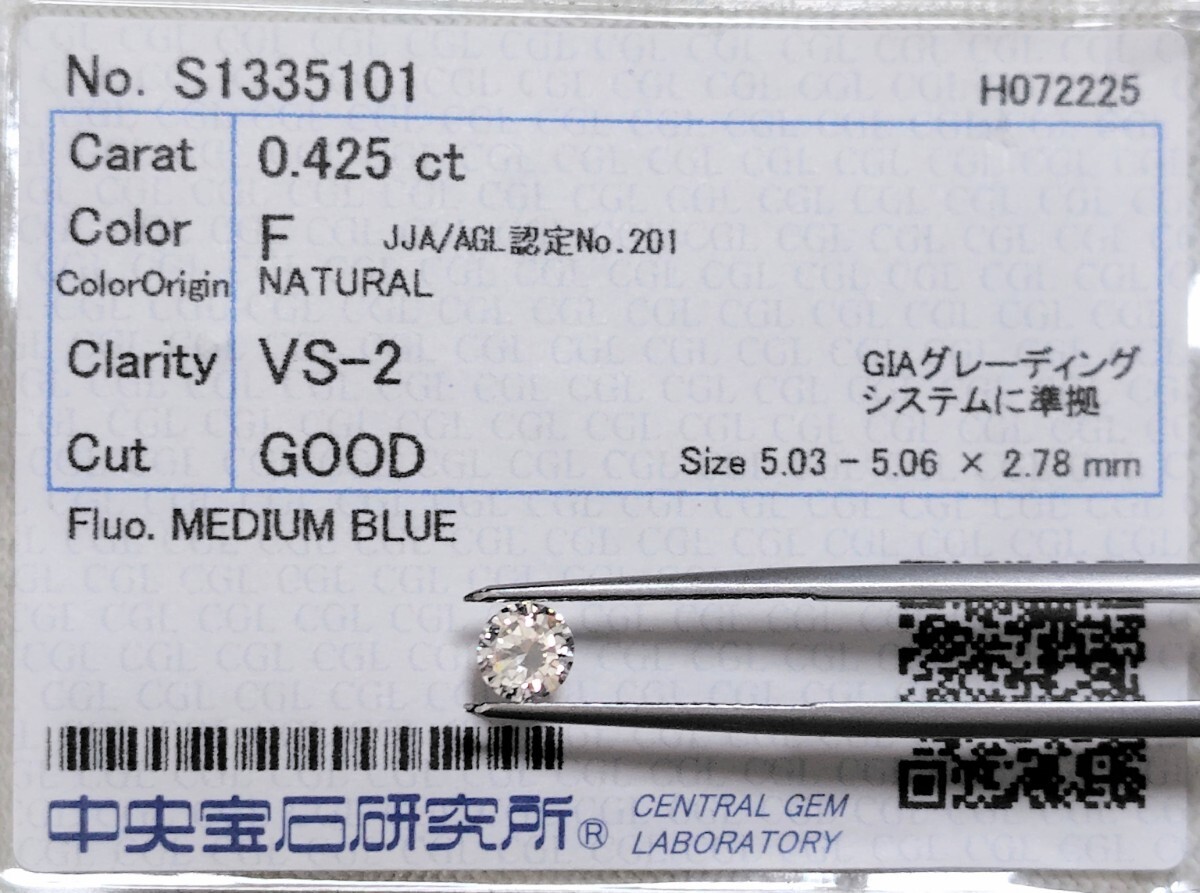 No. S1335101
H072225
Carat 0.425 ct
Color F JJA/AGL認定No.201
ColorOrigin NATURAL
Clarity VS-2
GIAグレーディング
システムに準拠
Cut GOOD Size 5.03 - 5.06 × 2.78 mm
Fluo. MEDIUM BLUE
中央宝石研究所®
CENTRAL GEM
LABORATORY